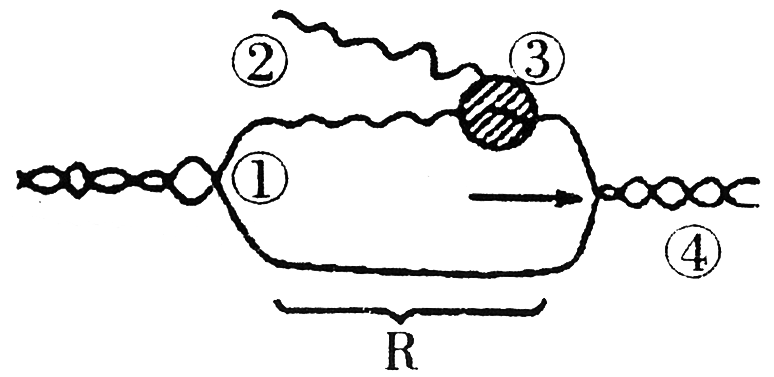 ②
③
①
④
R